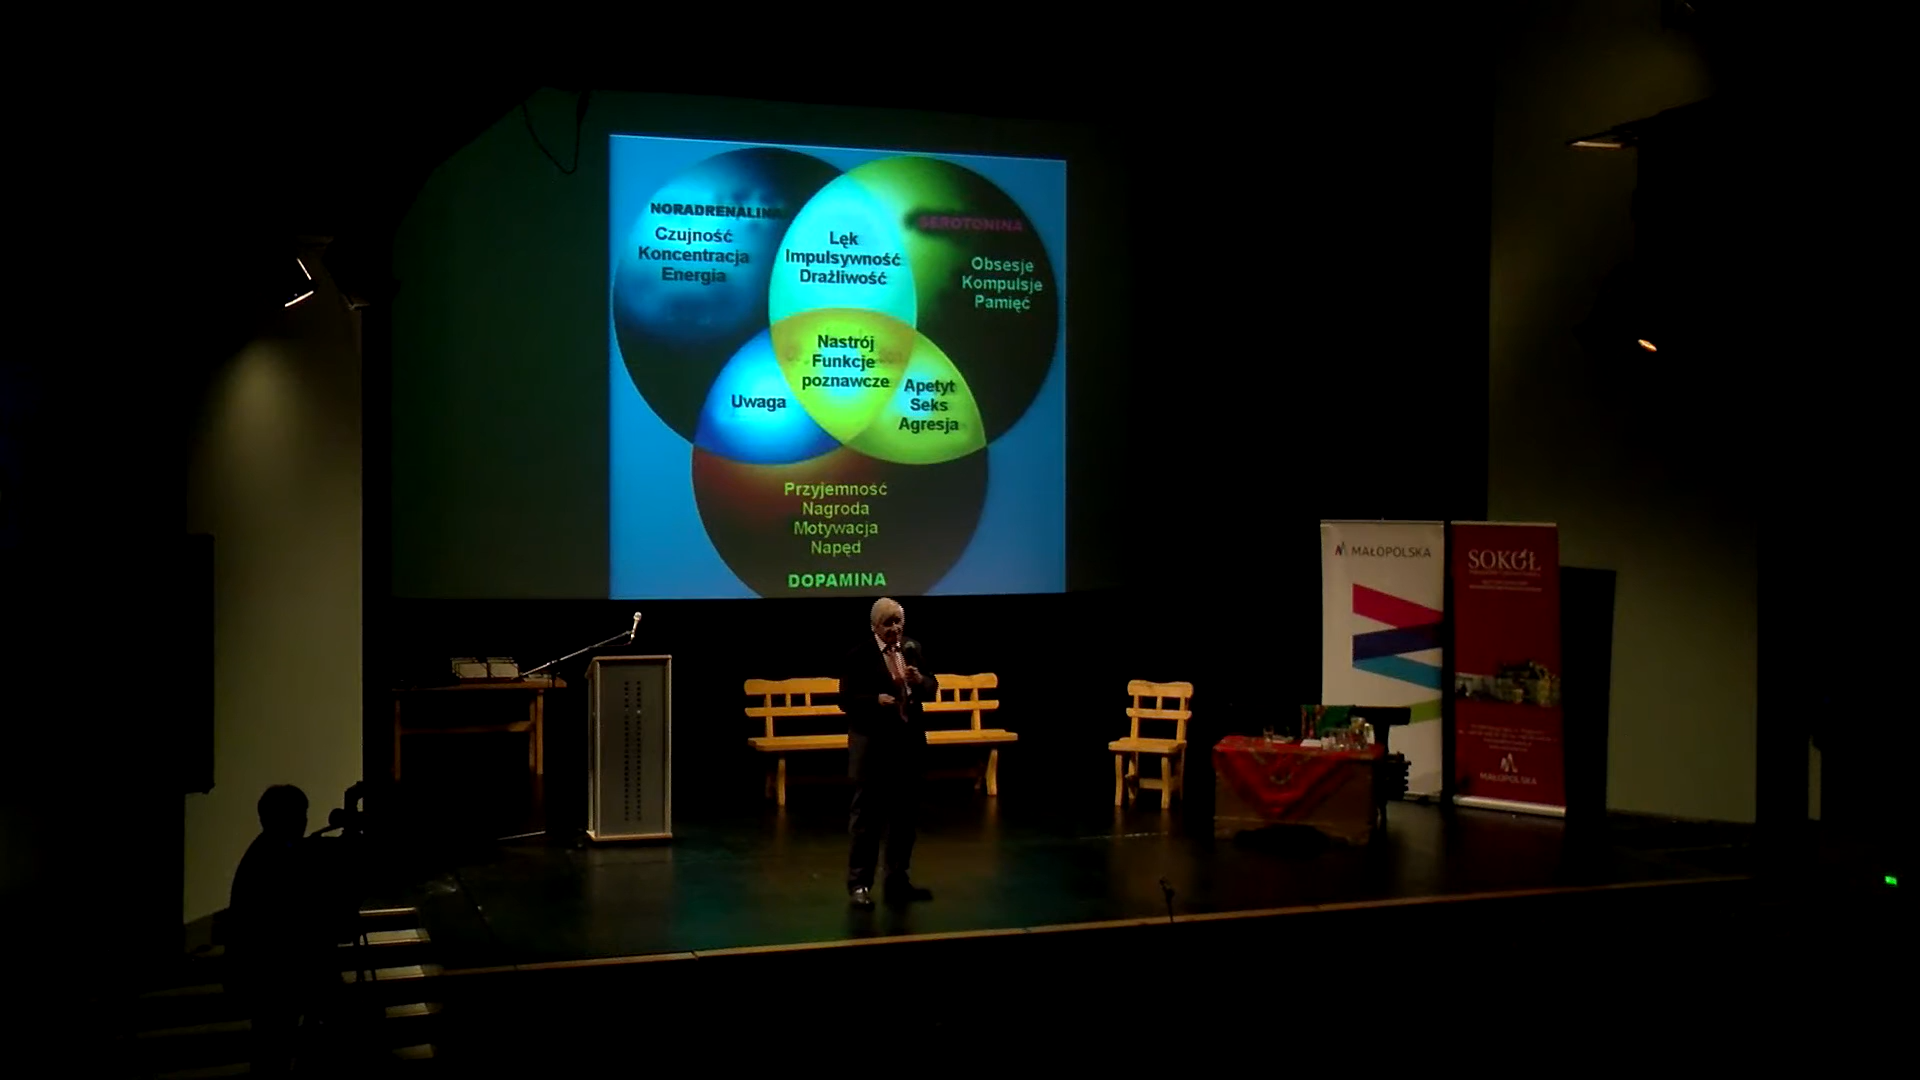 NORADRENALINA
Czujność
Koncentracja
Energia
Lęk
Impulsywność
Drażliwość
SEROTONINA
Obsesje
Kompulsje
Pamięć
Nastrój
Funkcje
poznawcze
Uwaga
Apetyt
Seks
Agresja
Przyjemność
Nagroda
Motywacja
Napęd
DOPAMINA
MAŁOPOLSKA
SOKÓŁ
MAŁOPOLSKA